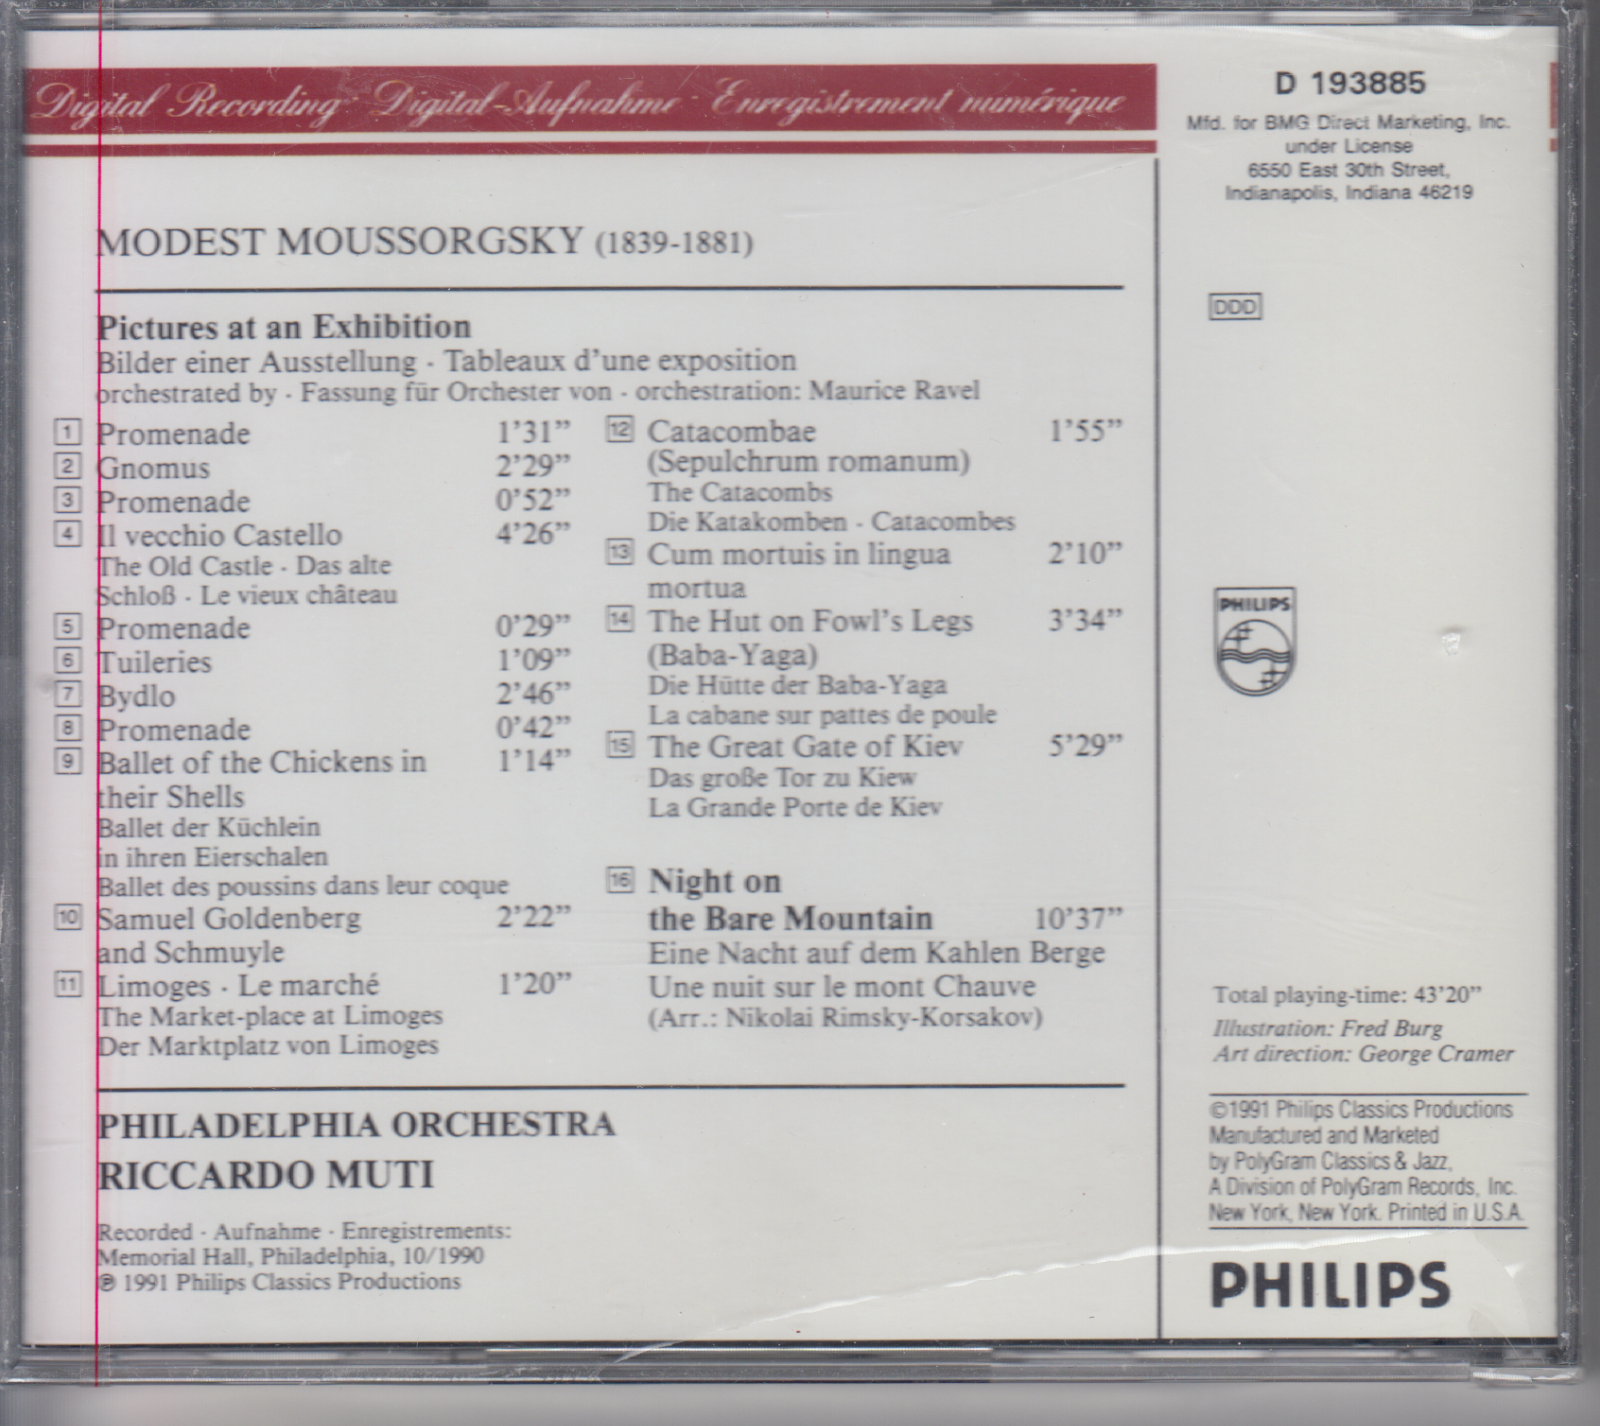 Digital Recording · Digital-Aufnahme · Enregistrement numérique
D 193885
Mfd. for BMG Direct Marketing, Inc.
under License
6550 East 30th Street,
Indianapolis, Indiana 46219
DDD
MODEST MOUSSORGSKY (1839-1881)
Pictures at an Exhibition
Bilder einer Ausstellung · Tableaux d'une exposition
orchestrated by · Fassung für Orchester von · orchestration: Maurice Ravel
1 Promenade 1'31”
2 Gnomus 2'29”
3 Promenade 0'52”
4 Il vecchio Castello 4'26”
The Old Castle · Das alte
Schloß · Le vieux château
5 Promenade 0'29”
6 Tuileries 1'09”
7 Bydlo 2'46”
8 Promenade 0'42”
9 Ballet of the Chickens in 1'14”
their Shells
Ballet der Küchlein
in ihren Eierschalen
Ballet des poussins dans leur coque
10 Samuel Goldenberg 2'22”
and Schmuyle
11 Limoges · Le marché 1'20”
The Market-place at Limoges
Der Marktplatz von Limoges
12 Catacombae 1'55”
(Sepulchrum romanum)
The Catacombs
Die Katakomben · Catacombes
13 Cum mortuis in lingua 2'10”
mortua
14 The Hut on Fowl's Legs 3'34”
(Baba-Yaga)
Die Hütte der Baba-Yaga
La cabane sur pattes de poule
15 The Great Gate of Kiev 5'29”
Das große Tor zu Kiew
La Grande Porte de Kiev
16 Night on
the Bare Mountain 10'37”
Eine Nacht auf dem Kahlen Berge
Une nuit sur le mont Chauve
(Arr.: Nikolai Rimsky-Korsakov)
PHILADELPHIA ORCHESTRA
RICCARDO MUTI
Recorded · Aufnahme · Enregistrements:
Memorial Hall, Philadelphia, 10/1990
℗ 1991 Philips Classics Productions
PHILIPS
Total playing-time: 43'20”
Illustration: Fred Burg
Art direction: George Cramer
©1991 Philips Classics Productions
Manufactured and Marketed
by PolyGram Classics & Jazz,
A Division of PolyGram Records, Inc.
New York, New York. Printed in U.S.A.
PHILIPS